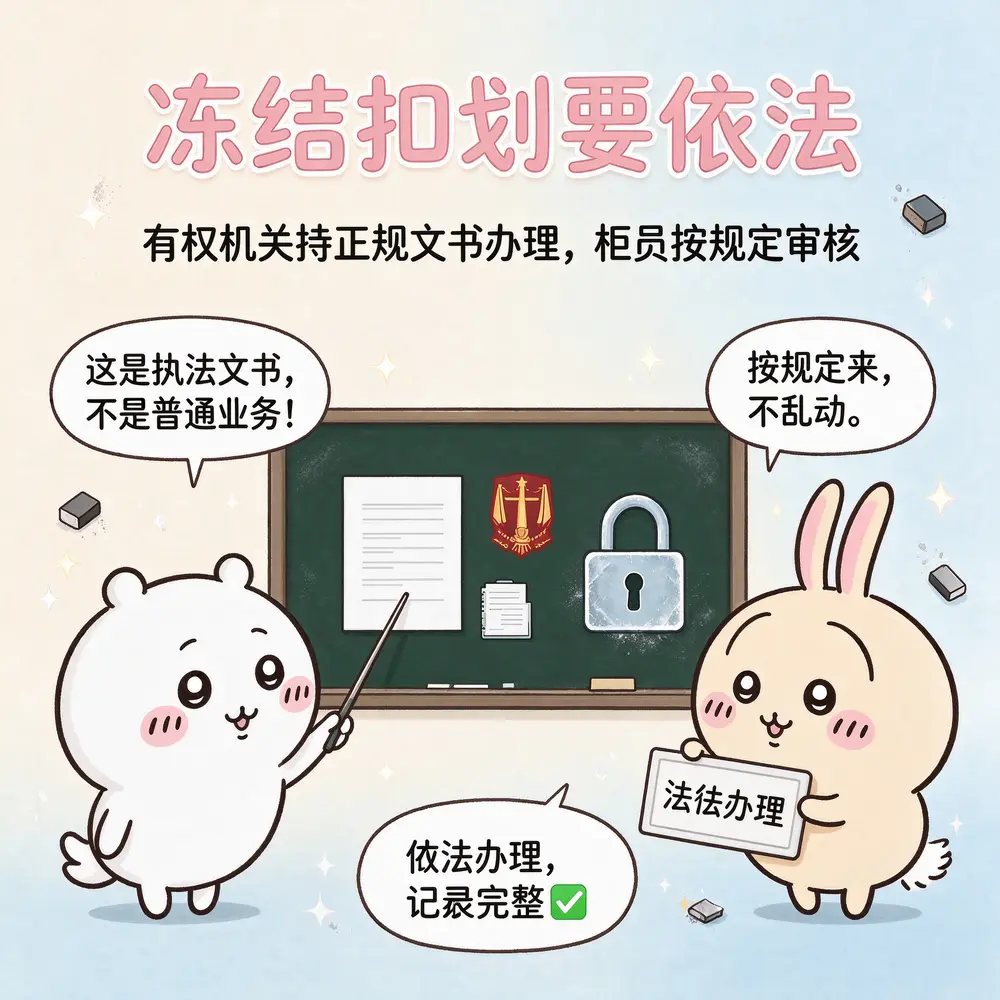 冻结扣划要依法
有权机关持正规文书办理，柜员按规定审核
这是执法文书，
不是普通业务！
按规定来，
不乱动。
法徍办理
依法办理，
记录完整✅